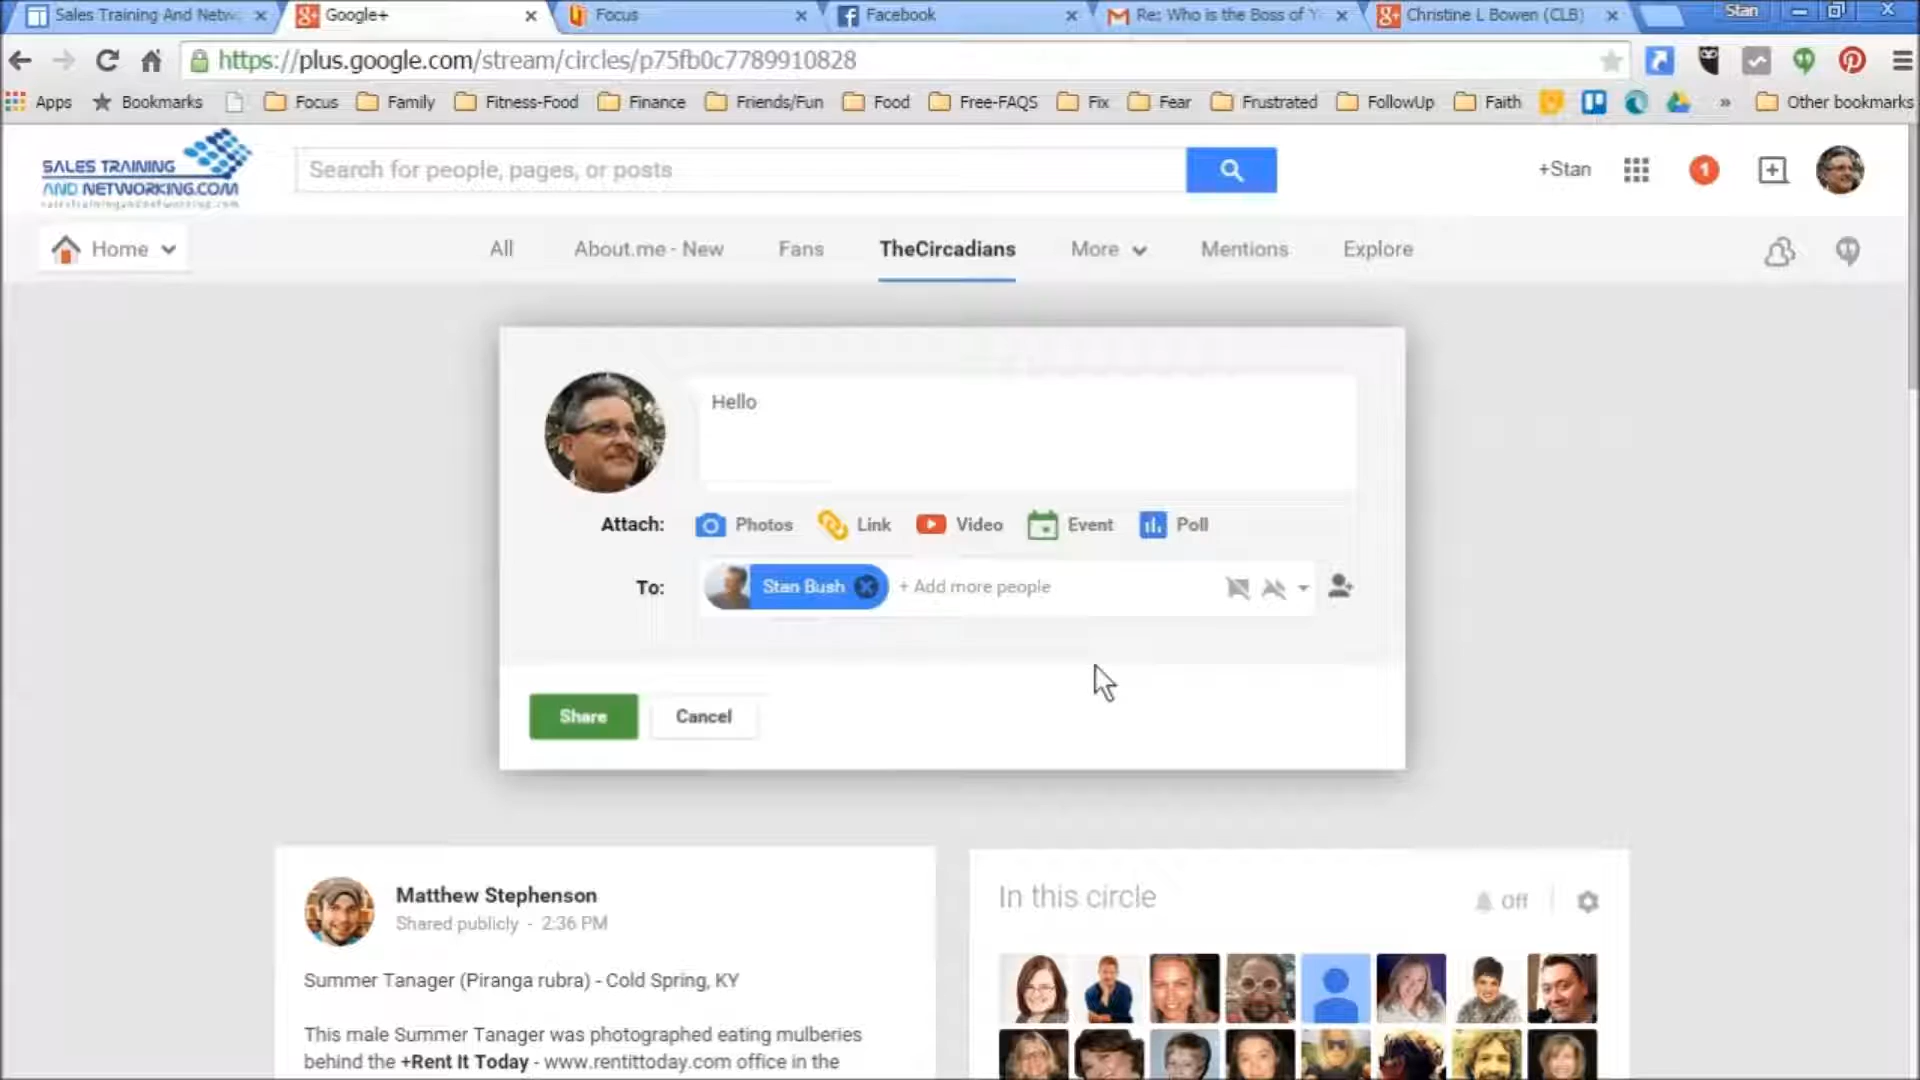 Sales Training And Netw
Google+
Focus
Facebook
Re: Who is the Boss of Y
Christine L Bowen (CLB)
Stan
https://plus.google.com/stream/circles/p75fb0c7789910828
Apps
Bookmarks
Focus
Family
Fitness-Food
Finance
Friends/Fun
Food
Free-FAQS
Fix
Fear
Frustrated
FollowUp
Faith
»
Other bookmarks
SALES TRAINING
AND NETWORKING.COM
salestrainingandnetworking.com
Search for people, pages, or posts
+Stan
1
Home
All
About.me - New
Fans
TheCircadians
More
Mentions
Explore
Hello
Attach:
Photos
Link
Video
Event
Poll
To:
Stan Bush
+ Add more people
Share
Cancel
Matthew Stephenson
Shared publicly - 2:36 PM
Summer Tanager (Piranga rubra) - Cold Spring, KY
This male Summer Tanager was photographed eating mulberies
behind the +Rent It Today - www.rentittoday.com office in the
In this circle
Off